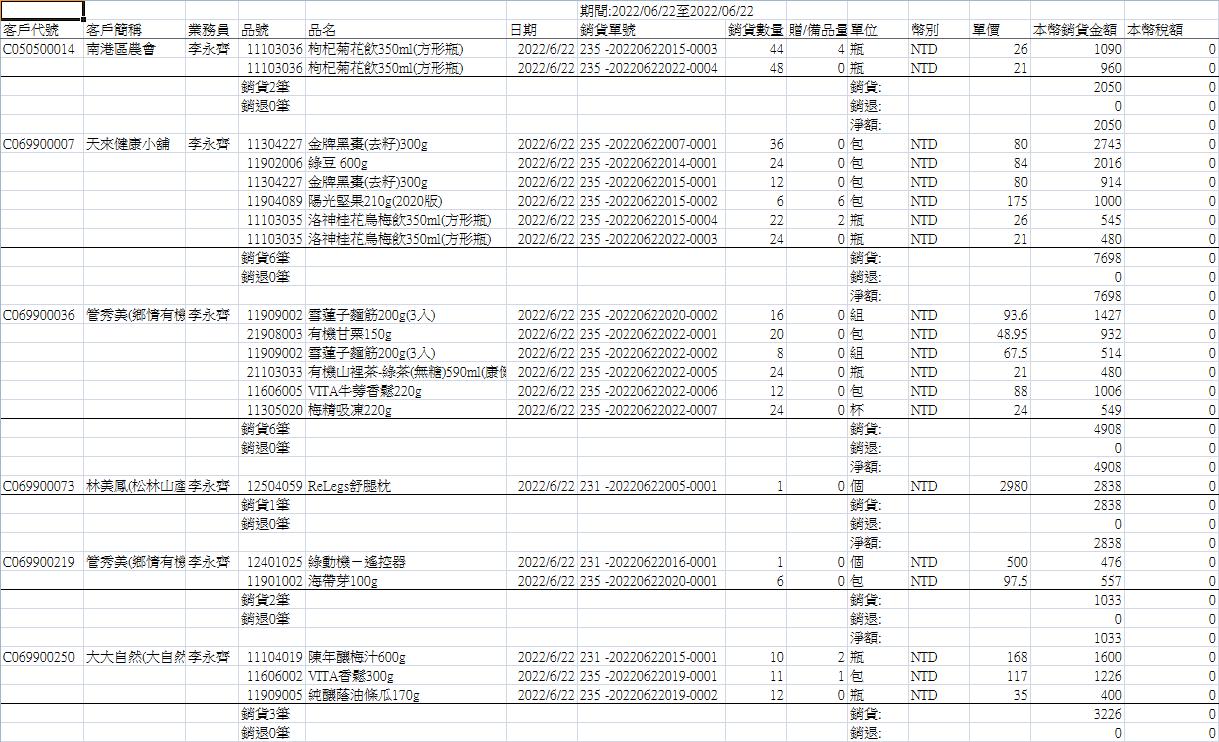 期間:2022/06/22至2022/06/22
客戶代號 客戶簡稱 業務員 品號 品名 日期 銷貨單號 銷貨數量 贈/備品量 單位 幣別 單價 本幣銷貨金額 本幣稅額
C050500014 南港區農會 李永齊 11103036 枸杞菊花飲350ml(方形瓶) 2022/6/22 235 -20220622015-0003 44 4 瓶 NTD 26 1090 0
11103036 枸杞菊花飲350ml(方形瓶) 2022/6/22 235 -20220622022-0004 48 0 瓶 NTD 21 960 0
銷貨2筆 銷貨: 2050 0
銷退0筆 銷退: 0 0
淨額: 2050 0
C069900007 天來健康小舖 李永齊 11304227 金牌黑棗(去籽)300g 2022/6/22 235 -20220622007-0001 36 0 包 NTD 80 2743 0
11902006 綠豆 600g 2022/6/22 235 -20220622014-0001 24 0 包 NTD 84 2016 0
11304227 金牌黑棗(去籽)300g 2022/6/22 235 -20220622015-0001 12 0 包 NTD 80 914 0
11904089 陽光堅果210g(2020版) 2022/6/22 235 -20220622015-0002 6 6 包 NTD 175 1000 0
11103035 洛神桂花烏梅飲350ml(方形瓶) 2022/6/22 235 -20220622015-0004 22 2 瓶 NTD 26 545 0
11103035 洛神桂花烏梅飲350ml(方形瓶) 2022/6/22 235 -20220622022-0003 24 0 瓶 NTD 21 480 0
銷貨6筆 銷貨: 7698 0
銷退0筆 銷退: 0 0
淨額: 7698 0
C069900036 管秀美(鄉情有機 李永齊 11909002 雪蓮子麵筋200g(3入) 2022/6/22 235 -20220622020-0002 16 0 組 NTD 93.6 1427 0
21908003 有機甘栗150g 2022/6/22 235 -20220622022-0001 20 0 包 NTD 48.95 932 0
11909002 雪蓮子麵筋200g(3入) 2022/6/22 235 -20220622022-0002 8 0 組 NTD 67.5 514 0
21103033 有機山裡茶-綠茶(無糖)590ml(康 2022/6/22 235 -20220622022-0005 24 0 瓶 NTD 21 480 0
11606005 VITA牛蒡香鬆220g 2022/6/22 235 -20220622022-0006 12 0 包 NTD 88 1006 0
11305020 梅精吸凍220g 2022/6/22 235 -20220622022-0007 24 0 杯 NTD 24 549 0
銷貨6筆 銷貨: 4908 0
銷退0筆 銷退: 0 0
淨額: 4908 0
C069900073 林美鳳(松林山產 李永齊 12504059 ReLegs舒腿枕 2022/6/22 231 -20220622005-0001 1 0 個 NTD 2980 2838 0
銷貨1筆 銷貨: 2838 0
銷退0筆 銷退: 0 0
淨額: 2838 0
C069900219 管秀美(鄉情有機 李永齊 12401025 綠動機－遙控器 2022/6/22 231 -20220622016-0001 1 0 個 NTD 500 476 0
11901002 海帶芽100g 2022/6/22 235 -20220622020-0001 6 0 包 NTD 97.5 557 0
銷貨2筆 銷貨: 1033 0
銷退0筆 銷退: 0 0
淨額: 1033 0
C069900250 大大自然(大自然 李永齊 11104019 陳年釀梅汁600g 2022/6/22 231 -20220622015-0001 10 2 瓶 NTD 168 1600 0
11606002 VITA香鬆300g 2022/6/22 235 -20220622019-0001 11 1 包 NTD 117 1226 0
11909005 純釀蔭油條瓜170g 2022/6/22 235 -20220622019-0002 12 0 瓶 NTD 35 400 0
銷貨3筆 銷貨: 3226 0
銷退0筆 銷退: 0 0